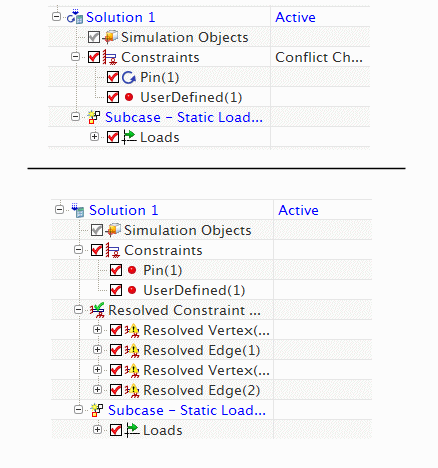 Solution 1 Active
Simulation Objects
Constraints Conflict Ch...
Pin(1)
UserDefined(1)
Subcase - Static Load...
Loads
Solution 1 Active
Simulation Objects
Constraints
Pin(1)
UserDefined(1)
Resolved Constraint ...
Resolved Vertex(...
Resolved Edge(1)
Resolved Vertex(...
Resolved Edge(2)
Subcase - Static Load...
Loads